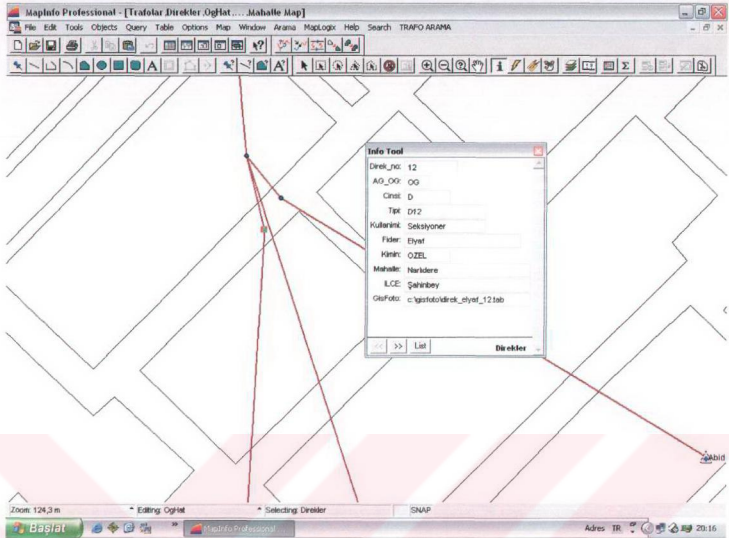 MapInfo Professional - [Trafolar ,Direkler ,OgHat,....,Mahalle Map]
File Edit Tools Objects Query Table Options Map Window Arama MapLogix Help Search TRAFO ARAMA
Info Tool
Direk_no: 12
AG_OG: OG
Cinsi: D
Tipi: D12
Kullanimi: Seksiyoner
Fider: Elyaf
Kimin: OZEL
Mahalle: Narlidere
ILCE: Şahinbey
GisFoto: c:\gisfoto\direk_elyaf_12.tab
<< >> List Direkler
Abid
Zoom: 124,3 m Editing: OgHat Selecting: Direkler SNAP
Başlat MapInfo Professional Adres TR 20:16